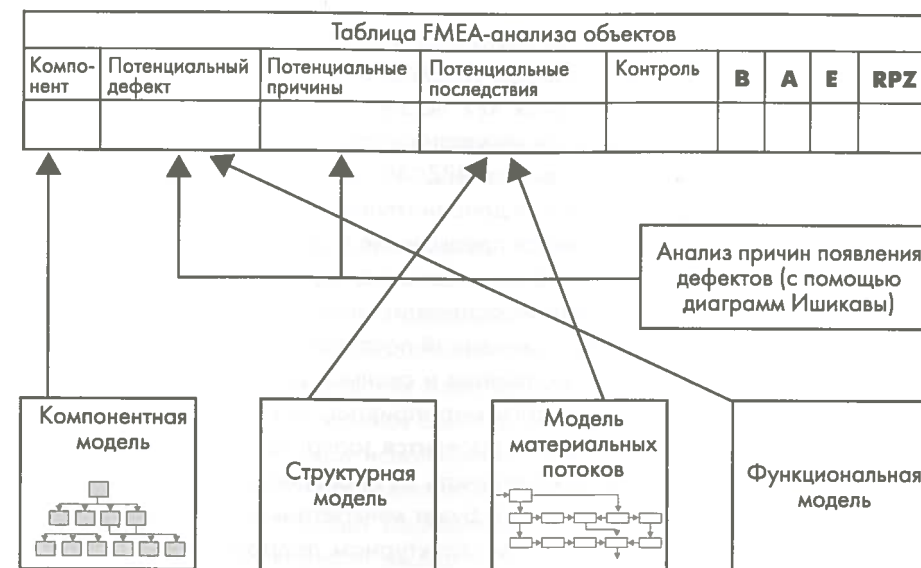 Таблица FMEA-анализа объектов
Компо-
нент
Потенциальный
дефект
Потенциальные
причины
Потенциальные
последствия
Контроль
B
A
E
RPZ
Анализ причин появления
дефектов (с помощью
диаграмм Ишикавы)
Компонентная
модель
Структурная
модель
Модель
материальных
потоков
Функциональная
модель